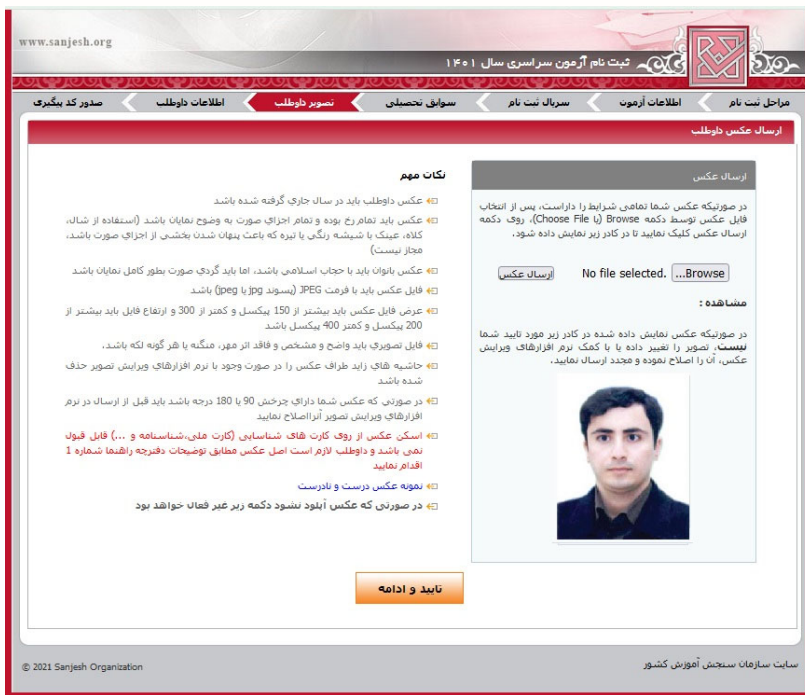 www.sanjesh.org
ثبت نام آزمون سراسری سال ۱۴۰۱
مراحل ثبت نام
اطلاعات آزمون
سریال ثبت نام
سوابق تحصیلی
تصویر داوطلب
اطلاعات داوطلب
صدور کد پیگیری
ارسال عکس داوطلب
ارسال عکس
در صورتیکه عکس شما تمامی شرایط را داراست، پس از انتخاب
فایل عکس توسط دکمه Browse (یا Choose File)، روی دکمه
ارسال عکس کلیک نمایید تا در کادر زیر نمایش داده شود.
Browse... No file selected. ارسال عکس
مشاهده :
در صورتیکه عکس نمایش داده شده در کادر زیر مورد تایید شما
نیست، تصویر را تغییر داده یا با کمک نرم افزارهای ویرایش
عکس، آن را اصلاح نموده و مجدد ارسال نمایید.
نکات مهم
عکس داوطلب باید در سال جاري گرفته شده باشد
عکس باید تمام رخ بوده و تمام اجزاي صورت به وضوح نمایان باشد (استفاده از شال،
کلاه، عینک با شیشه رنگي یا تیره که باعث پنهان شدن بخشي از اجزاي صورت باشد،
مجاز نیست)
عکس بانوان باید با حجاب اسلامي باشد، اما باید گردي صورت بطور کامل نمایان باشد
فایل عکس باید با فرمت JPEG (پسوند jpg یا jpeg) باشد
عرض فایل عکس باید بیشتر از 150 پیکسل و کمتر از 300 و ارتفاع فایل باید بیشتر از
200 پیکسل و کمتر 400 پیکسل باشد
فایل تصویري باید واضح و مشخص و فاقد اثر مهر، منگنه یا هر گونه لکه باشد.
حاشیه هاي زاید طراف عکس را در صورت وجود با نرم افزارهاي ویرایش تصویر حذف
شده باشد
در صورتي که عکس شما داراي چرخش 90 یا 180 درجه باشد باید قبل از ارسال در نرم
افزارهاي ویرایش تصویر آنرااصلاح نمایید
اسکن عکس از روی کارت های شناسایی (کارت ملی،شناسنامه و ...) قابل قبول
نمی باشد و داوطلب لازم است اصل عکس مطابق توضیحات دفترچه راهنما شماره 1
اقدام نمایید
نمونه عکس درست و نادرست
در صورتی که عکس آپلود نشود دکمه زیر غیر فعال خواهد بود
تایید و ادامه
سایت سازمان سنجش آموزش کشور
© 2021 Sanjesh Organization